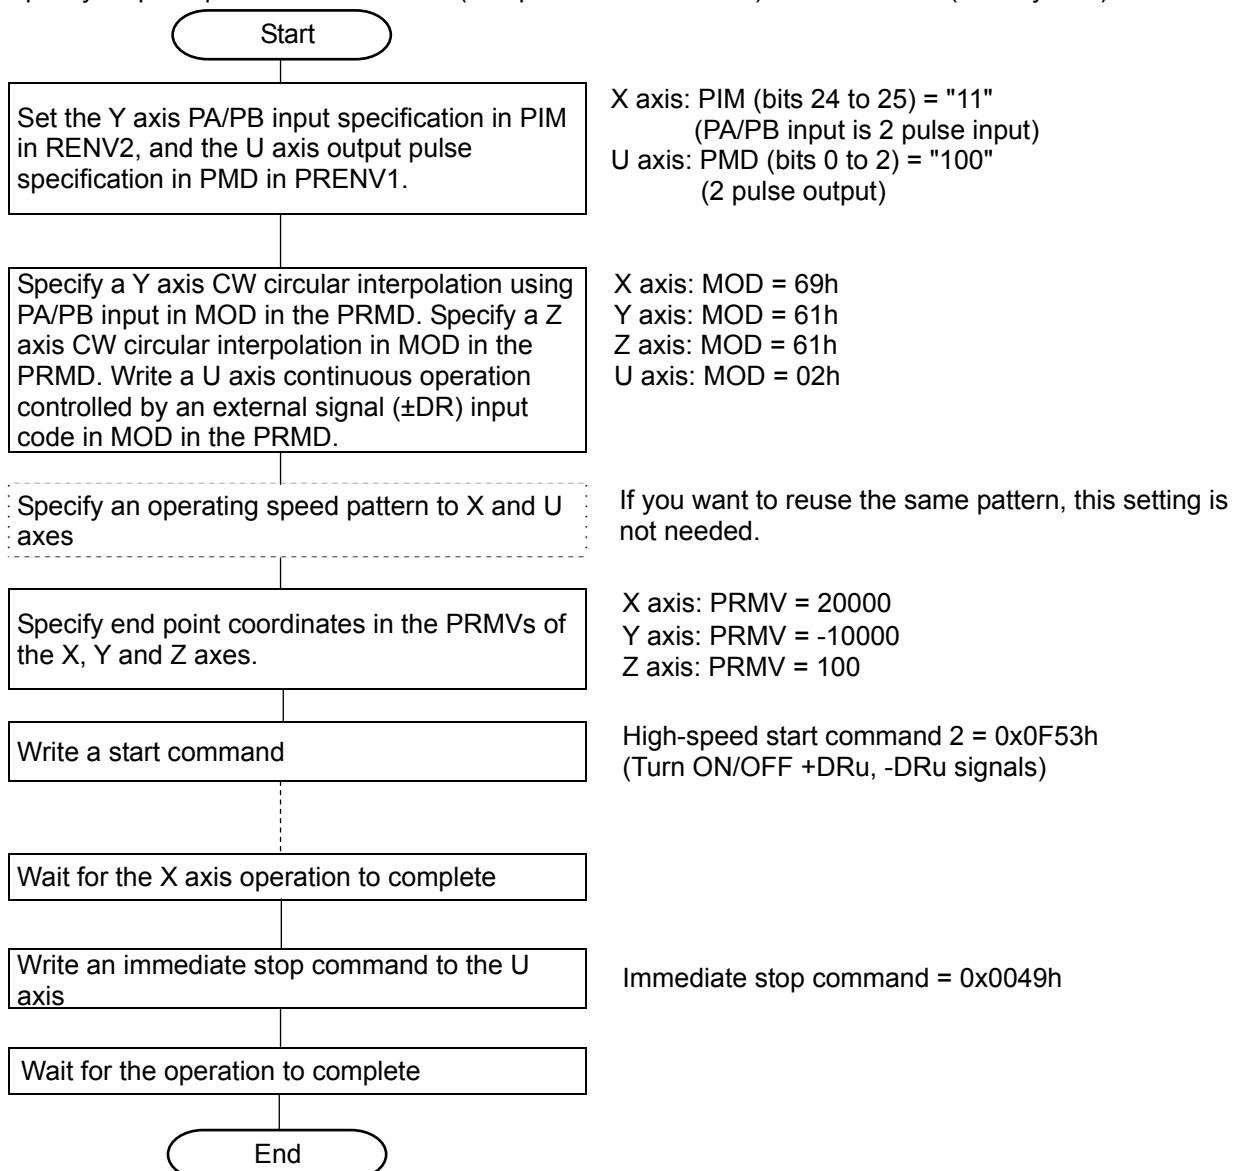 Start
Set the Y axis PA/PB input specification in PIM
in RENV2, and the U axis output pulse
specification in PMD in PRENV1.
X axis: PIM (bits 24 to 25) = "11"
(PA/PB input is 2 pulse input)
U axis: PMD (bits 0 to 2) = "100"
(2 pulse output)
Specify a Y axis CW circular interpolation using
PA/PB input in MOD in the PRMD. Specify a Z
axis CW circular interpolation in MOD in the
PRMD. Write a U axis continuous operation
controlled by an external signal (±DR) input
code in MOD in the PRMD.
X axis: MOD = 69h
Y axis: MOD = 61h
Z axis: MOD = 61h
U axis: MOD = 02h
Specify an operating speed pattern to X and U
axes
If you want to reuse the same pattern, this setting is
not needed.
Specify end point coordinates in the PRMVs of
the X, Y and Z axes.
X axis: PRMV = 20000
Y axis: PRMV = -10000
Z axis: PRMV = 100
Write a start command
High-speed start command 2 = 0x0F53h
(Turn ON/OFF +DRu, -DRu signals)
Wait for the X axis operation to complete
Write an immediate stop command to the U
axis
Immediate stop command = 0x0049h
Wait for the operation to complete
End